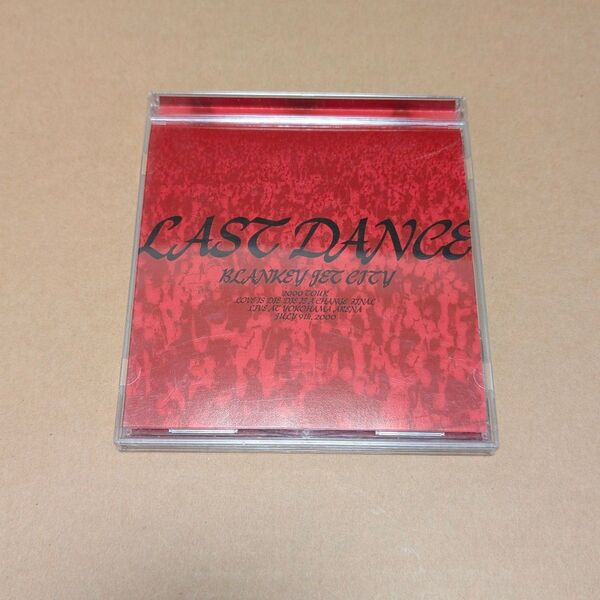 LAST DANCE
BLANKEY JET CITY
2000 TOUR
LOVE IS DIE DIE IS A CHANGE FINAL
LIVE AT YOKOHAMA ARENA
JULY 9th, 2000